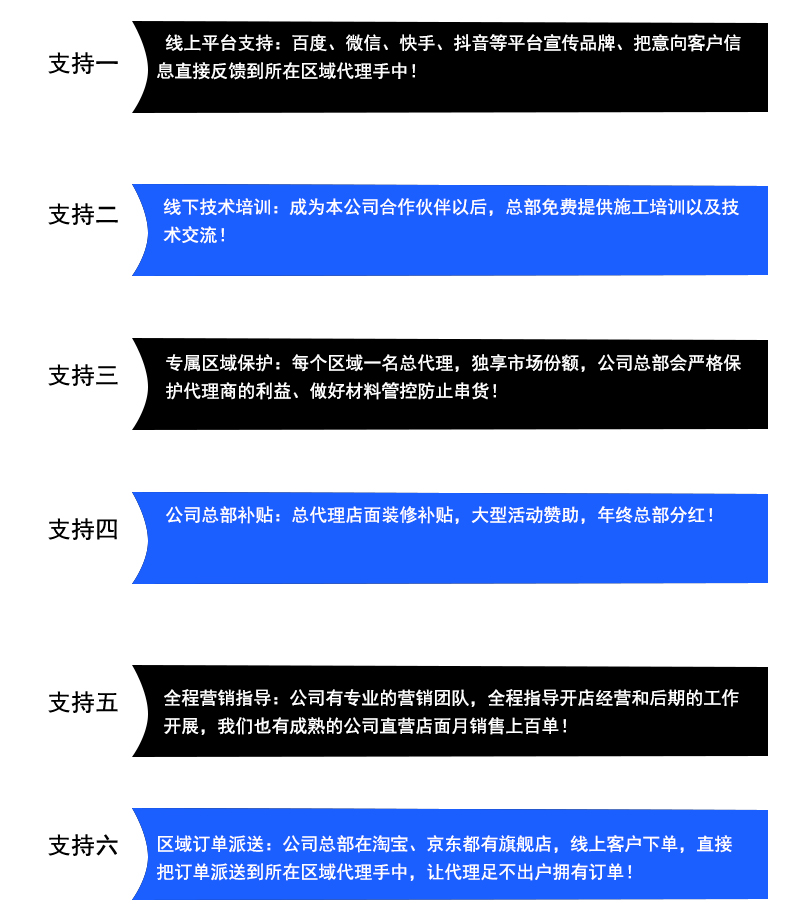 支持一
线上平台支持：百度、微信、快手、抖音等平台宣传品牌、把意向客户信
息直接反馈到所在区域代理手中！
支持二
线下技术培训：成为本公司合作伙伴以后，总部免费提供施工培训以及技
术交流！
支持三
专属区域保护：每个区域一名总代理，独享市场份额，公司总部会严格保
护代理商的利益、做好材料管控防止串货！
支持四
公司总部补贴：总代理店面装修补贴，大型活动赞助，年终总部分红！
支持五
全程营销指导：公司有专业的营销团队，全程指导开店经营和后期的工作
开展，我们也有成熟的公司直营店面月销售上百单！
支持六
区域订单派送：公司总部在淘宝、京东都有旗舰店，线上客户下单，直接
把订单派送到所在区域代理手中，让代理足不出户拥有订单！